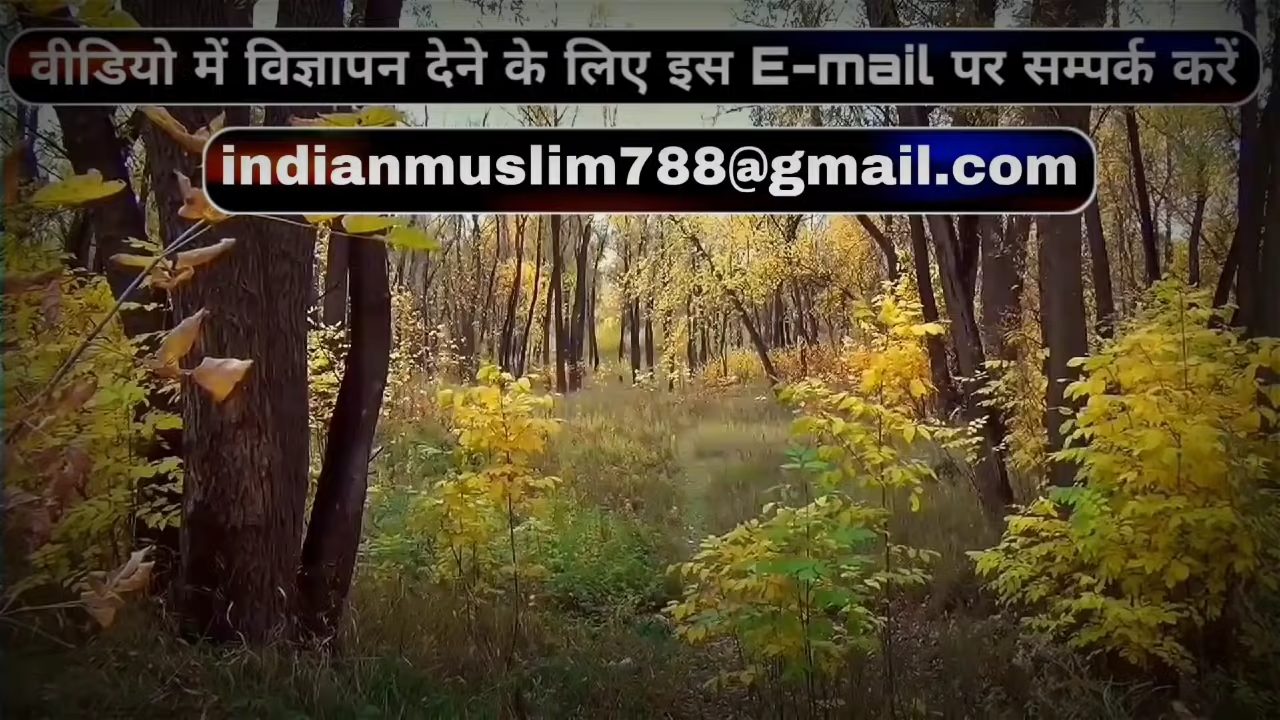 वीडियो में विज्ञापन देने के लिए इस E-mail पर सम्पर्क करें
indianmuslim788@gmail.com